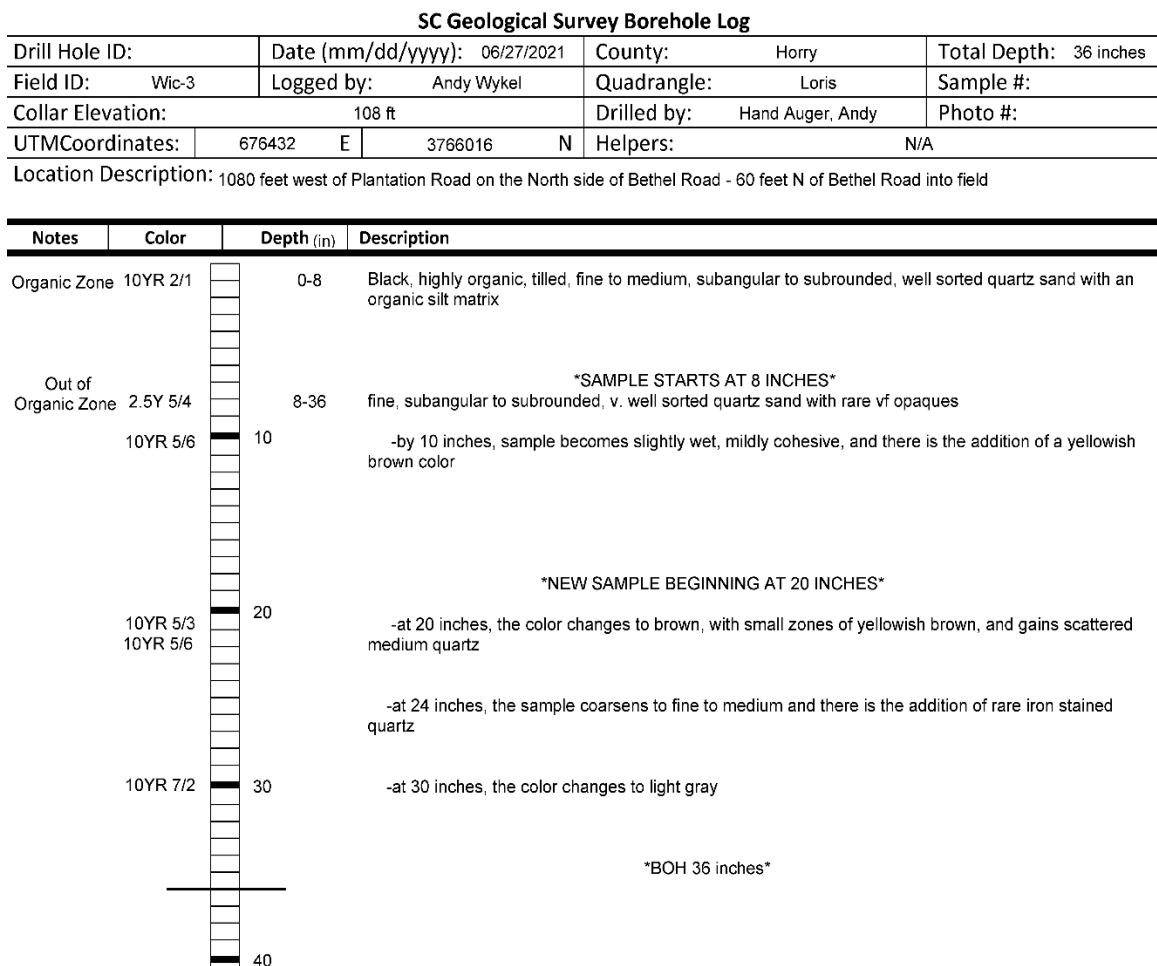 SC Geological Survey Borehole Log
Drill Hole ID: Date (mm/dd/yyyy): 06/27/2021 County: Horry Total Depth: 36 inches
Field ID: Wic-3 Logged by: Andy Wykel Quadrangle: Loris Sample #:
Collar Elevation: 108 ft Drilled by: Hand Auger, Andy Photo #:
UTMCoordinates: 676432 E 3766016 N Helpers: N/A
Location Description: 1080 feet west of Plantation Road on the North side of Bethel Road - 60 feet N of Bethel Road into field
Notes Color Depth (in) Description
Organic Zone 10YR 2/1 0-8 Black, highly organic, tilled, fine to medium, subangular to subrounded, well sorted quartz sand with an
organic silt matrix
*SAMPLE STARTS AT 8 INCHES*
Out of
Organic Zone 2.5Y 5/4 8-36 fine, subangular to subrounded, v. well sorted quartz sand with rare vf opaques
10YR 5/6 10 -by 10 inches, sample becomes slightly wet, mildly cohesive, and there is the addition of a yellowish
brown color
*NEW SAMPLE BEGINNING AT 20 INCHES*
20
10YR 5/3 -at 20 inches, the color changes to brown, with small zones of yellowish brown, and gains scattered
10YR 5/6 medium quartz
-at 24 inches, the sample coarsens to fine to medium and there is the addition of rare iron stained
quartz
10YR 7/2 30 -at 30 inches, the color changes to light gray
*BOH 36 inches*
40